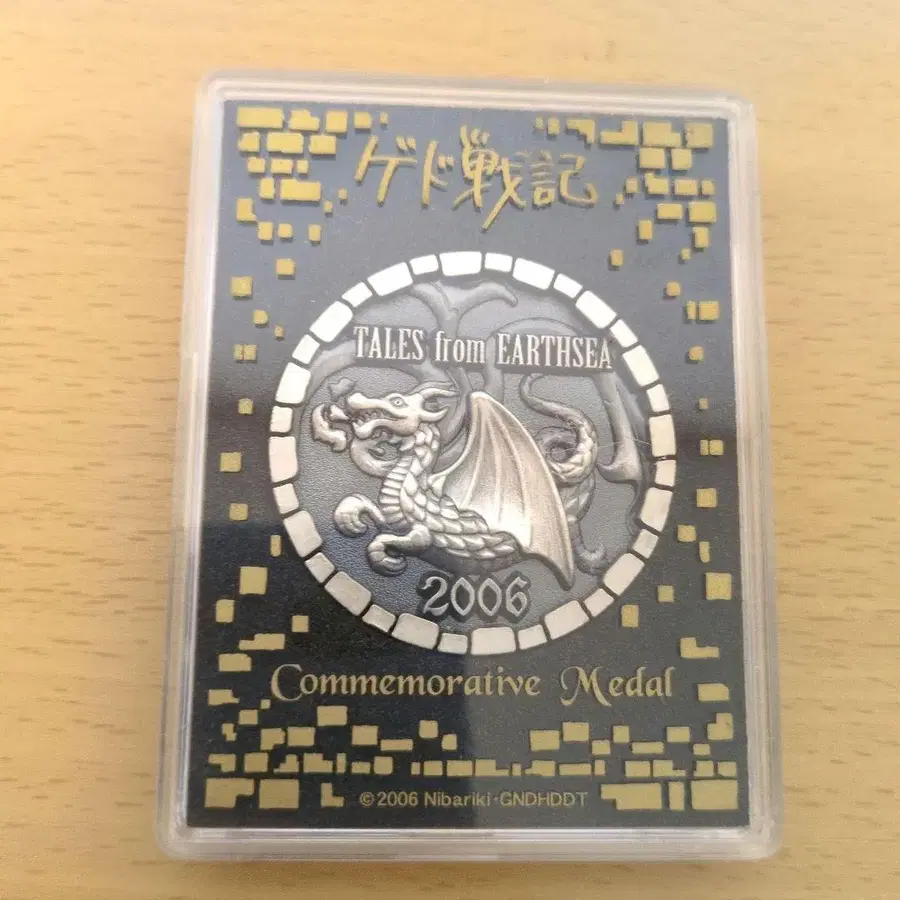 ゲド戦記
TALES from EARTHSEA
2006
Commemorative Medal
©2006 Nibariki·GNDHDDT